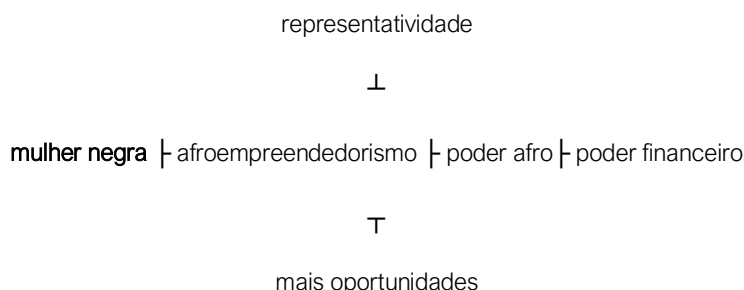 representatividade
⊥
mulher negra ├ afroempreendedorismo ├ poder afro├ poder financeiro
┬
mais oportunidades